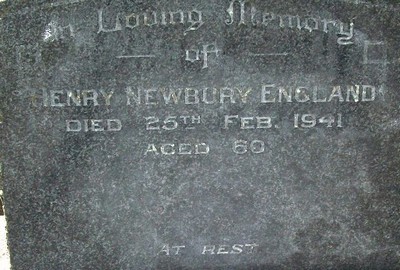 In Loving Memory
of
HENRY NEWBURY ENGLAND
DIED 25TH FEB. 1941
AGED 60
AT REST